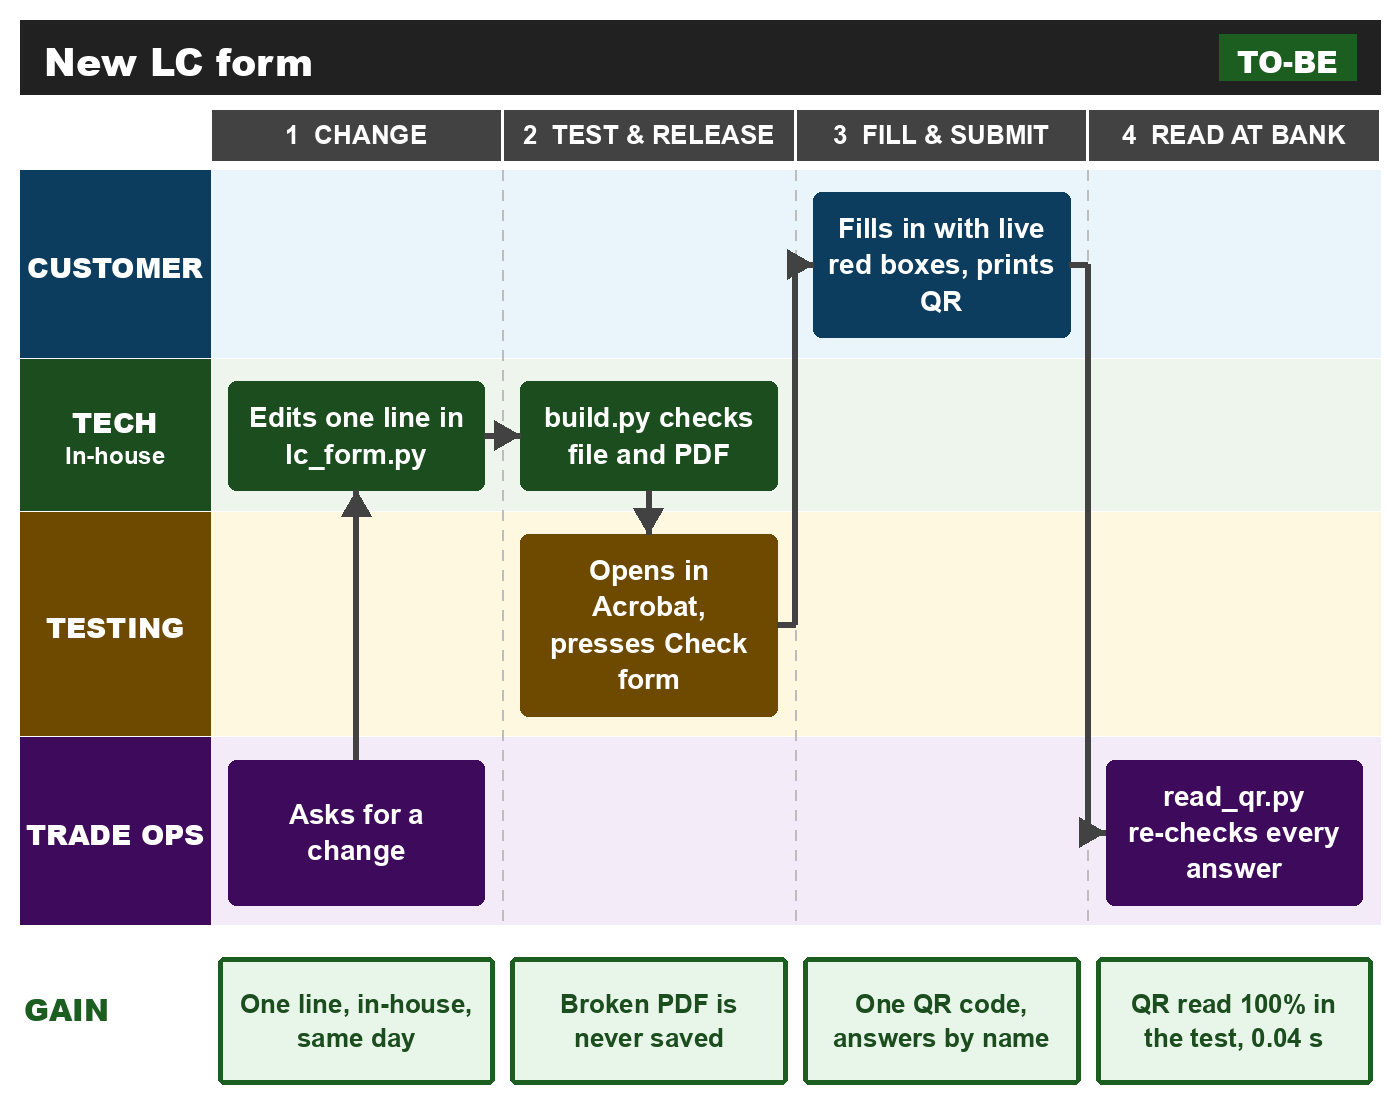 New LC form
TO-BE
1 CHANGE
2 TEST & RELEASE
3 FILL & SUBMIT
4 READ AT BANK
CUSTOMER
Fills in with live
red boxes, prints
QR
TECH
In-house
Edits one line in
lc_form.py
build.py checks
file and PDF
TESTING
Opens in
Acrobat,
presses Check
form
TRADE OPS
Asks for a
change
read_qr.py
re-checks every
answer
GAIN
One line, in-house,
same day
Broken PDF is
never saved
One QR code,
answers by name
QR read 100% in
the test, 0.04 s